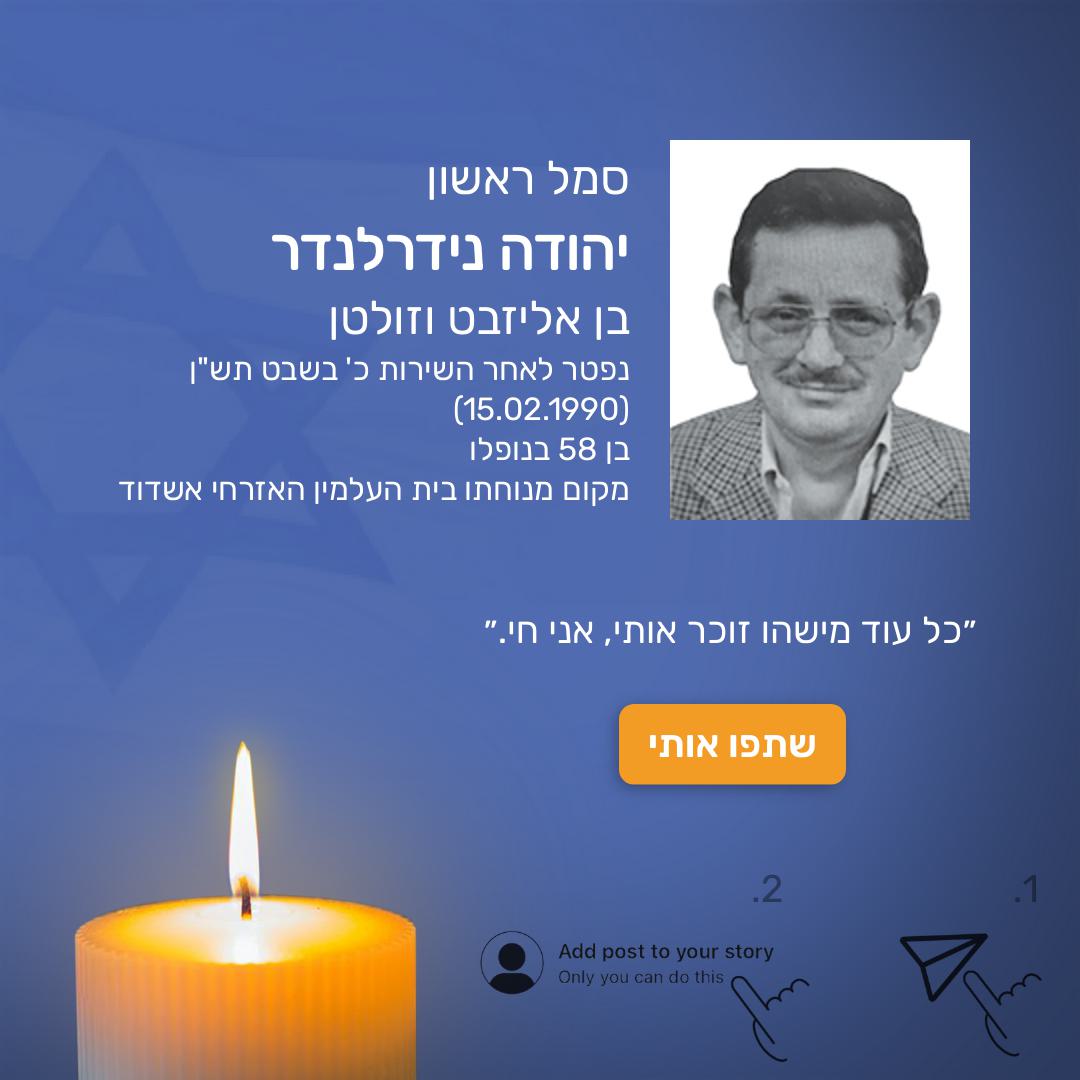 סמל ראשון
יהודה נידרלנדר
בן אליזבט וזולטן
נפטר לאחר השירות כ' בשבט תש"ן
(15.02.1990)
בן 58 בנופלו
מקום מנוחתו בית העלמין האזרחי אשדוד
״כל עוד מישהו זוכר אותי, אני חי.״
שתפו אותי
1.
2.
Add post to your story
Only you can do this